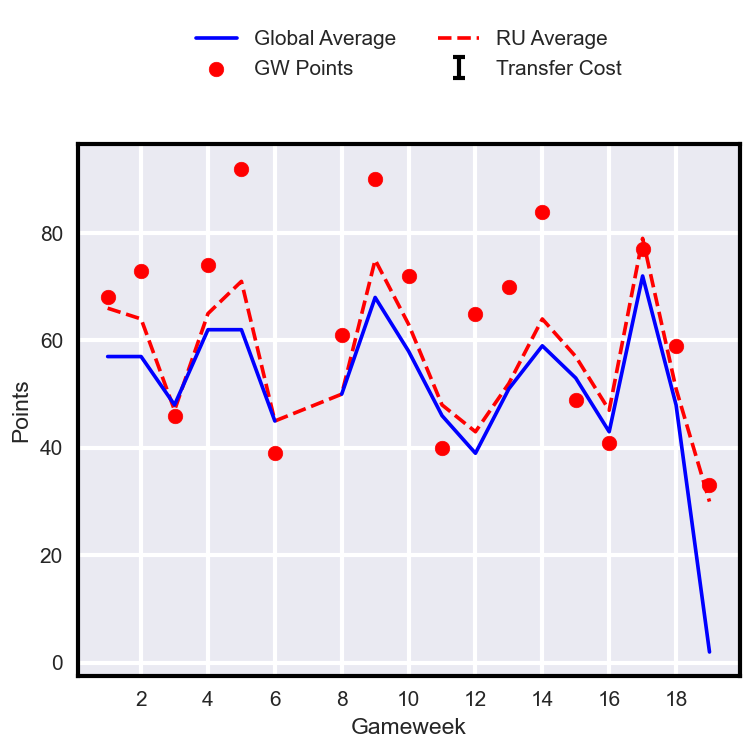 Global Average
RU Average
GW Points
Transfer Cost
Points
80
60
40
20
0
2 4 6 8 10 12 14 16 18
Gameweek